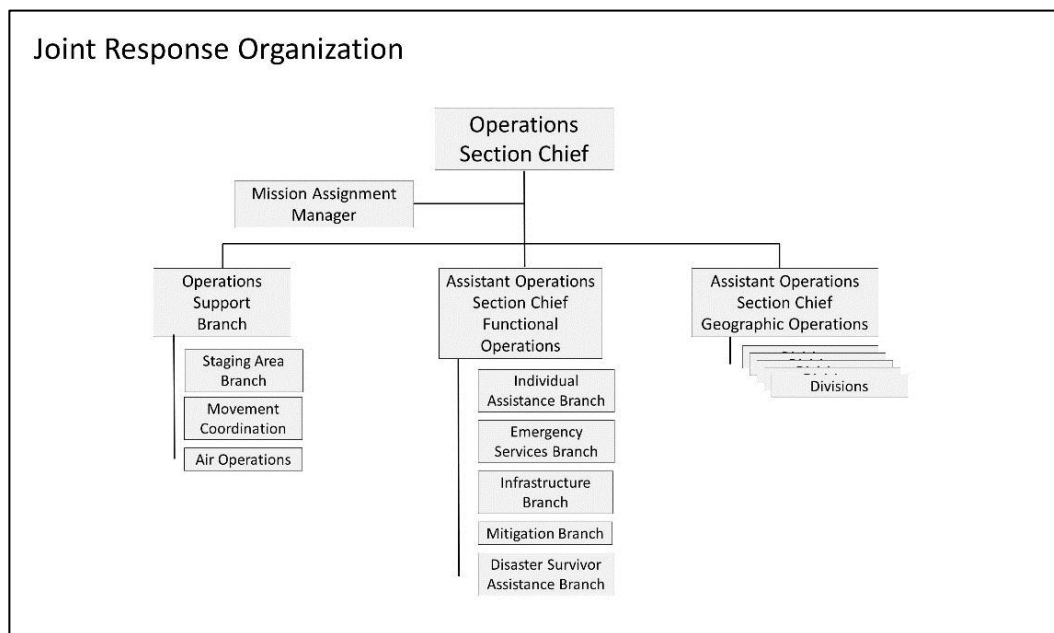 Joint Response Organization
Operations
Section Chief
Mission Assignment
Manager
Operations
Support
Branch
Staging Area
Branch
Movement
Coordination
Air Operations
Assistant Operations
Section Chief
Functional
Operations
Individual
Assistance Branch
Emergency
Services Branch
Infrastructure
Branch
Mitigation Branch
Disaster Survivor
Assistance Branch
Assistant Operations
Section Chief
Geographic Operations
Divisions